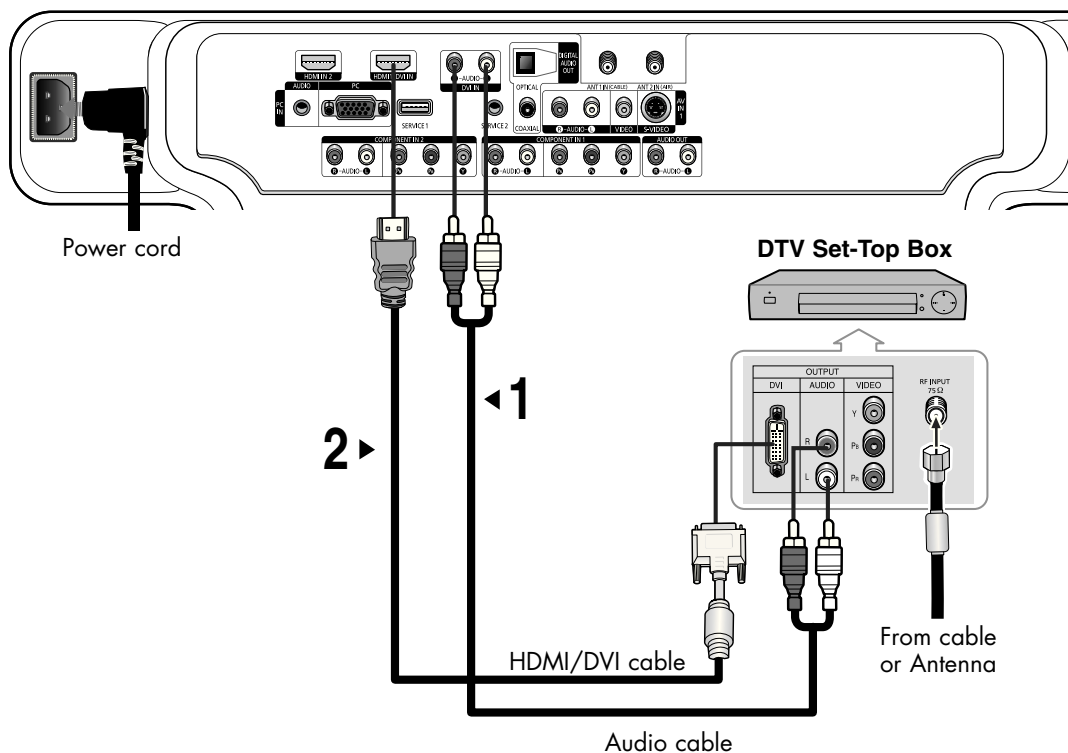 HDMI IN 2
HDMI1/DVI IN
R-AUDIO-L
DVI IN
DIGITAL
AUDIO
OUT
OPTICAL
COAXIAL
ANT 1 IN (CABLE)
ANT 2 IN (AIR)
AUDIO
PC
PC
IN
SERVICE 1
SERVICE 2
R-AUDIO-L
VIDEO
S-VIDEO
AV
IN
1
COMPONENT IN 2
COMPONENT IN 1
AUDIO OUT
R-AUDIO-L
PR
PB
Y
R-AUDIO-L
PR
PB
Y
R-AUDIO-L
Power cord
DTV Set-Top Box
OUTPUT
DVI
AUDIO
VIDEO
RF INPUT
75 Ω
Y
R
PB
L
PR
1
2
From cable
or Antenna
HDMI/DVI cable
Audio cable